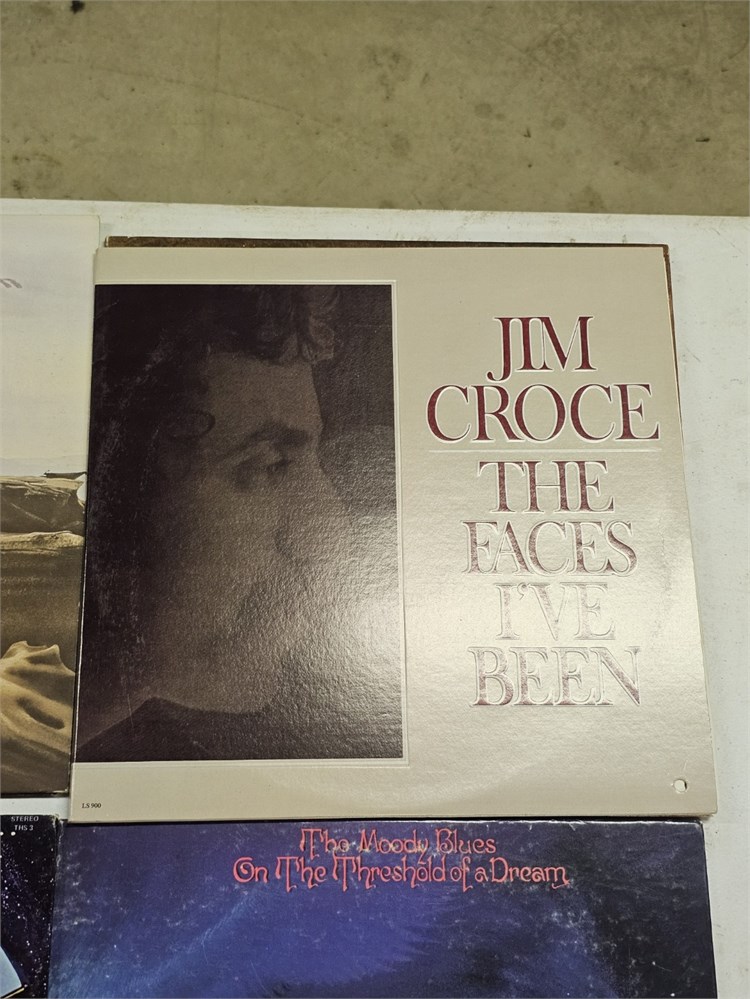 JIM
CROCE
THE
FACES
I'VE
BEEN
LS 900
STEREO
THS 3
The Moody Blues
On The Threshold of a Dream